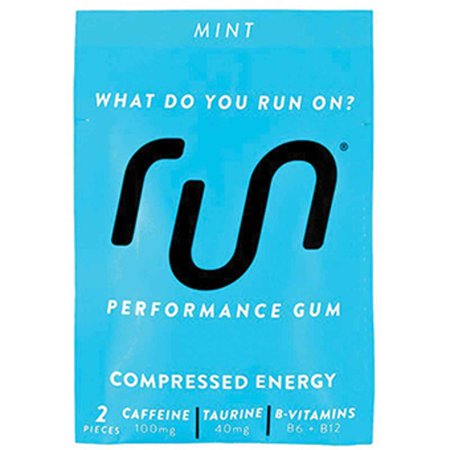 MINT
WHAT DO YOU RUN ON?
run®
PERFORMANCE GUM
COMPRESSED ENERGY
2 PIECES CAFFEINE 100mg TAURINE 40mg B-VITAMINS B6 + B12